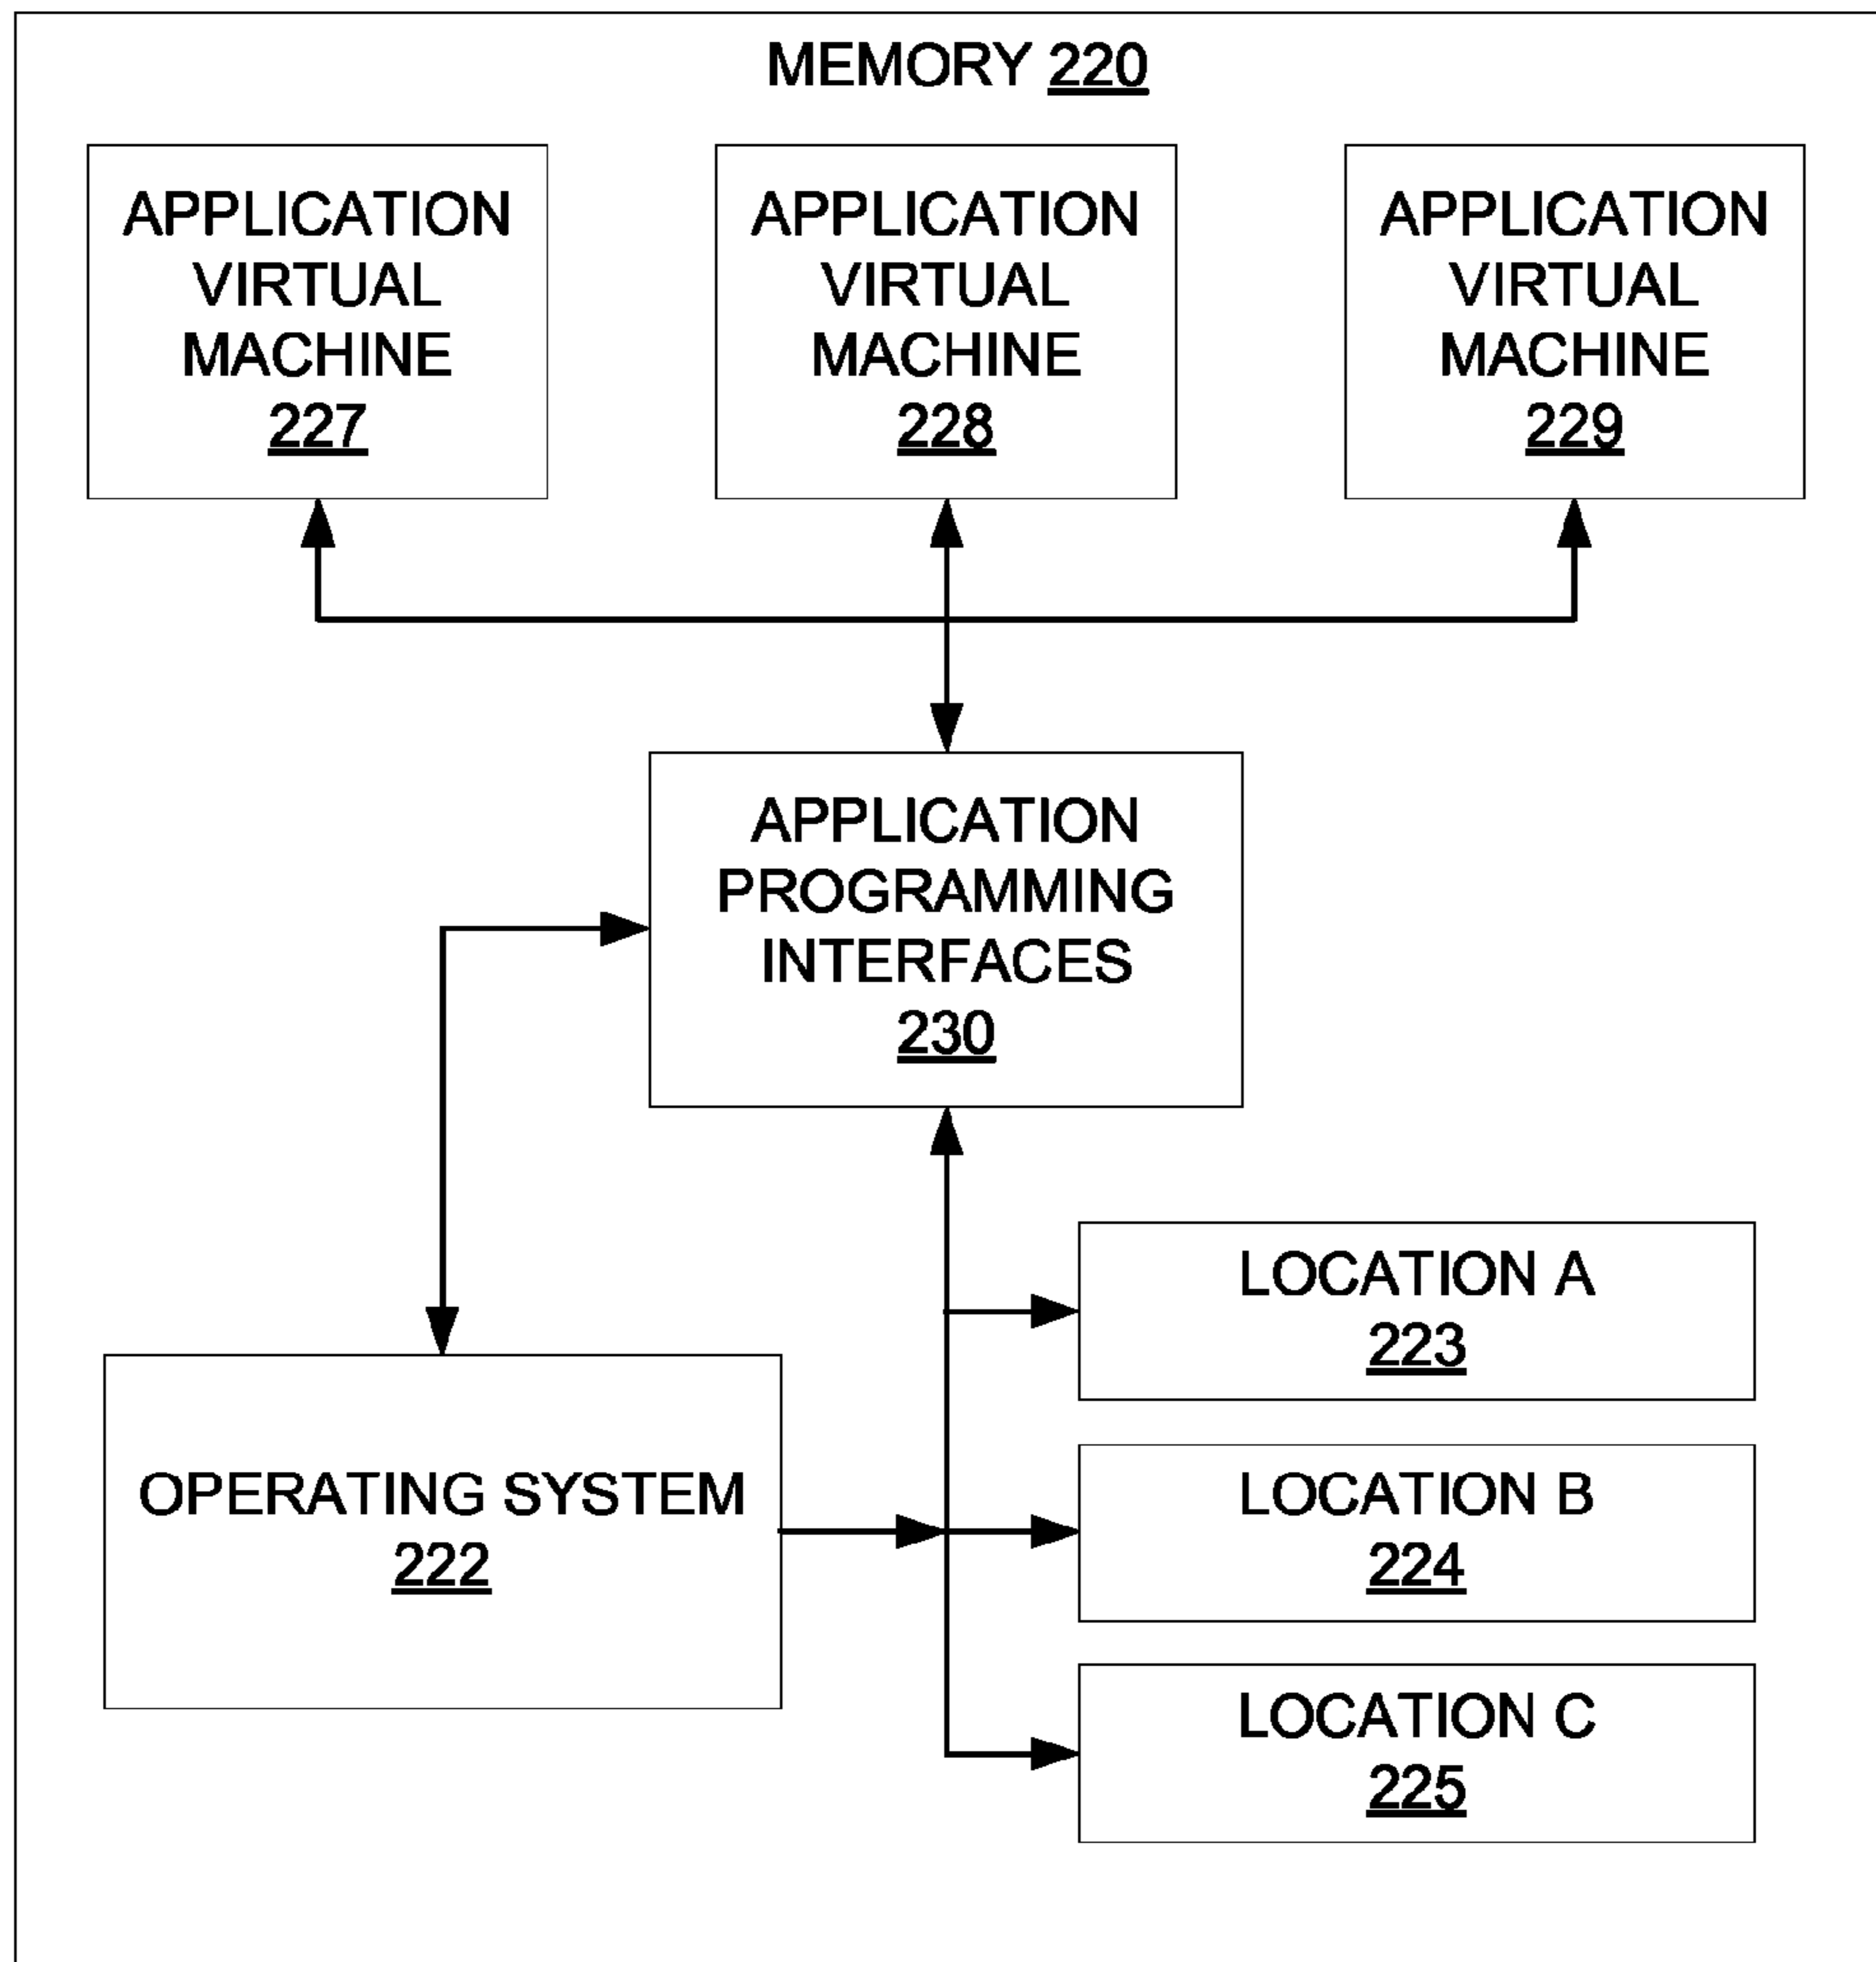 MEMORY 220
APPLICATION
VIRTUAL
MACHINE
227
APPLICATION
VIRTUAL
MACHINE
228
APPLICATION
VIRTUAL
MACHINE
229
APPLICATION
PROGRAMMING
INTERFACES
230
OPERATING SYSTEM
222
LOCATION A
223
LOCATION B
224
LOCATION C
225